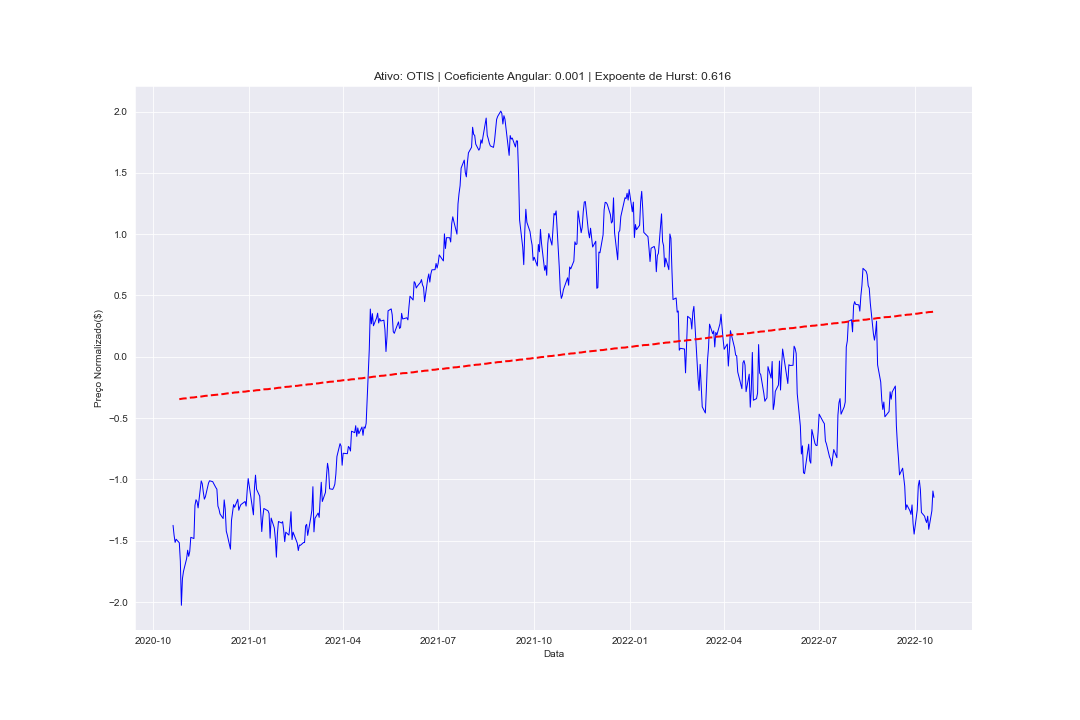 Ativo: OTIS | Coeficiente Angular: 0.001 | Expoente de Hurst: 0.616
2.0
1.5
1.0
0.5
0.0
−0.5
−1.0
−1.5
−2.0
Preço Normalizado($)
2020-10 2021-01 2021-04 2021-07 2021-10 2022-01 2022-04 2022-07 2022-10
Data